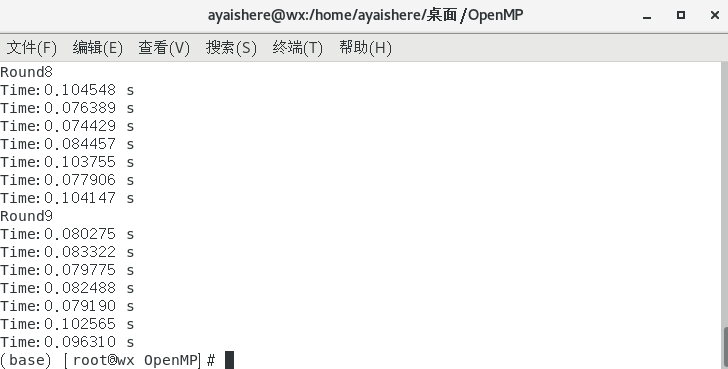 ayaishere@wx:/home/ayaishere/桌面/OpenMP
文件(F) 编辑(E) 查看(V) 搜索(S) 终端(T) 帮助(H)
Round8
Time:0.104548 s
Time:0.076389 s
Time:0.074429 s
Time:0.084457 s
Time:0.103755 s
Time:0.077906 s
Time:0.104147 s
Round9
Time:0.080275 s
Time:0.083322 s
Time:0.079775 s
Time:0.082488 s
Time:0.079190 s
Time:0.102565 s
Time:0.096310 s
(base) [root@wx OpenMP]#